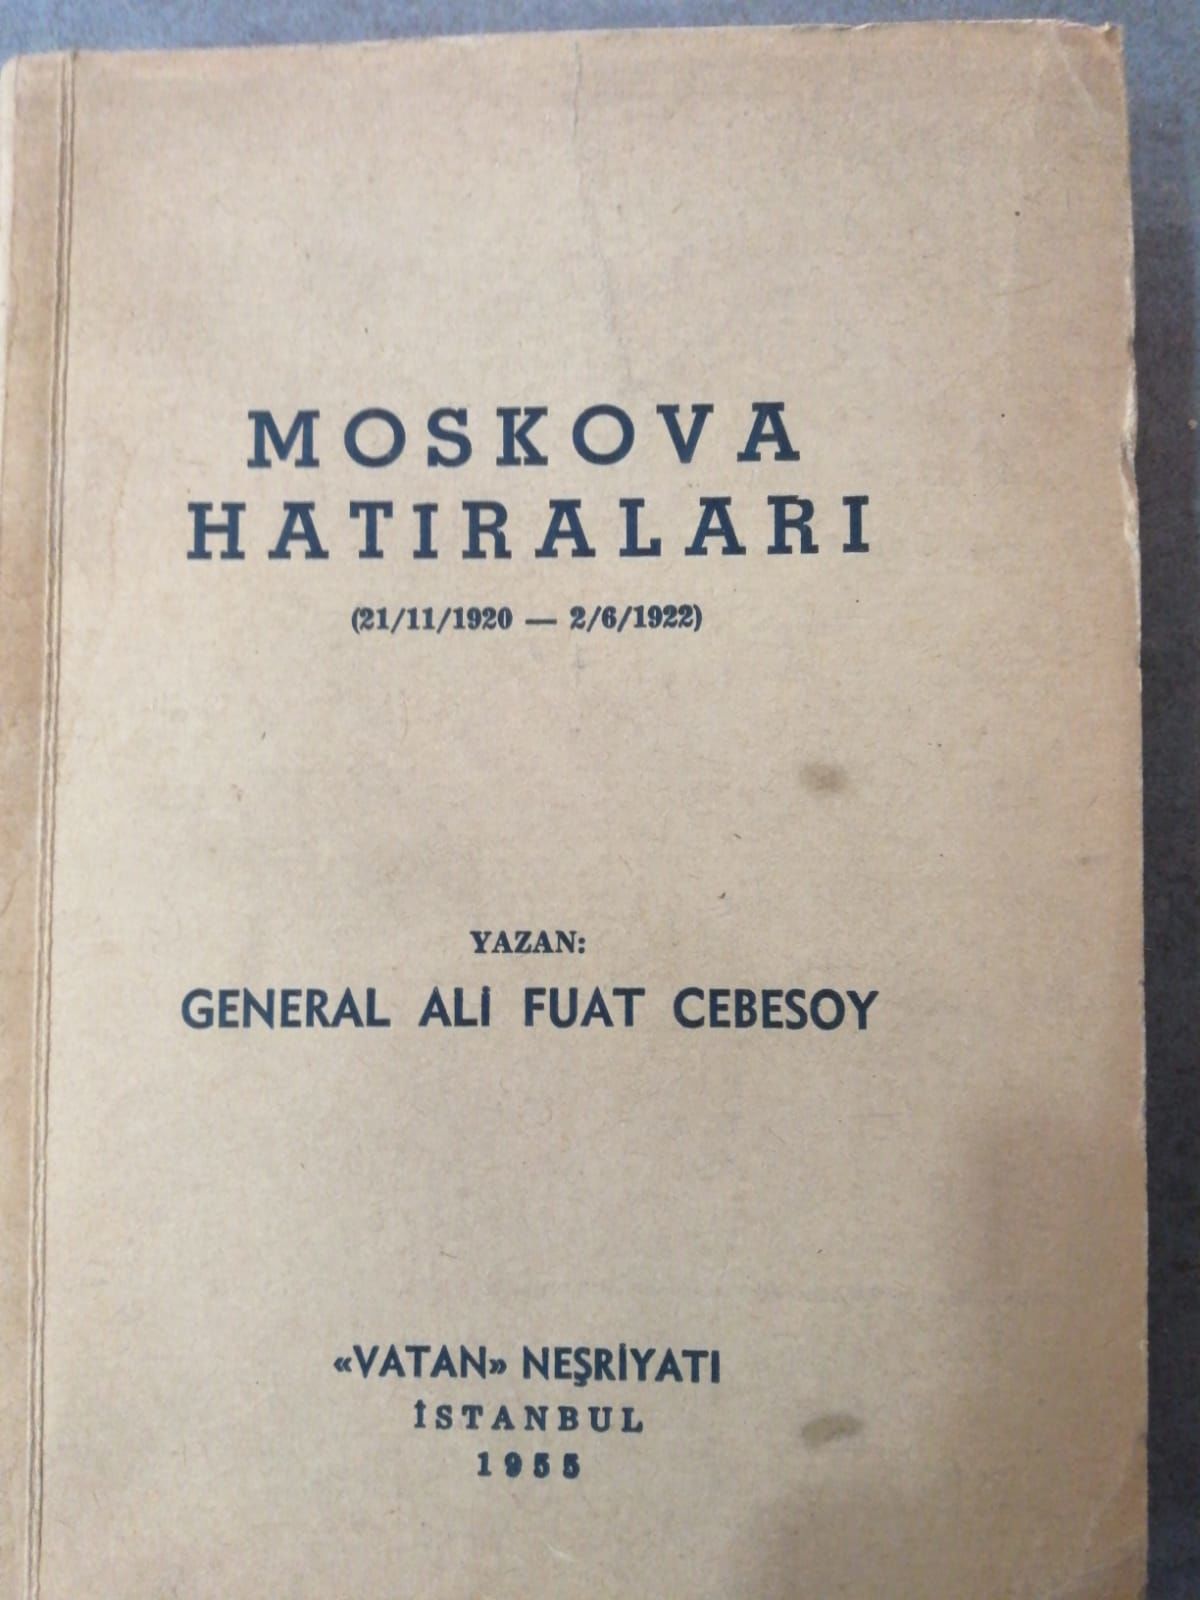 MOSKOVA
HATIRALARI
(21/11/1920 — 2/6/1922)
YAZAN:
GENERAL ALİ FUAT CEBESOY
«VATAN» NEŞRİYATI
İSTANBUL
1955